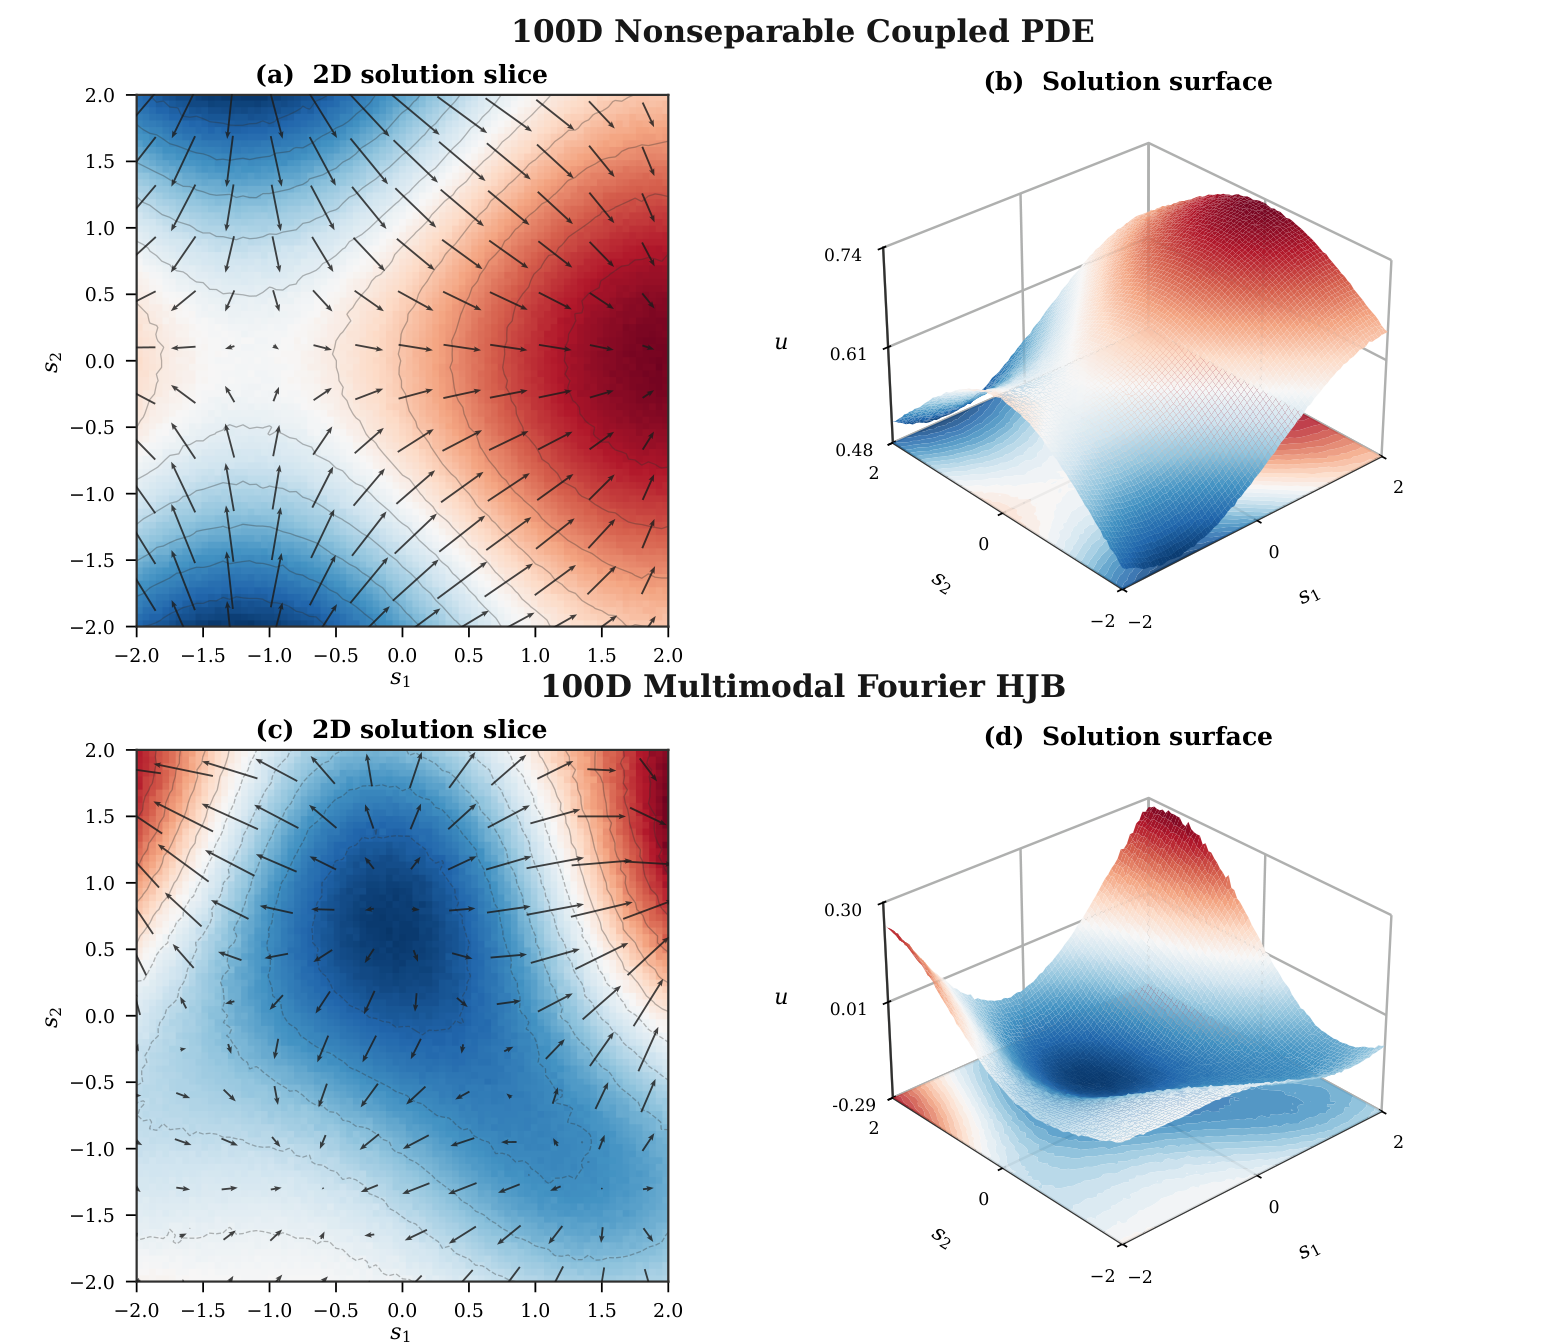 100D Nonseparable Coupled PDE
(a) 2D solution slice
2.0
1.5
1.0
0.5
0.0
−0.5
−1.0
−1.5
−2.0
s2
−2.0 −1.5 −1.0 −0.5 0.0 0.5 1.0 1.5 2.0
s1
(b) Solution surface
0.74
0.61
0.48
u
2
0
−2
s2
−2
0
2
s1
100D Multimodal Fourier HJB
(c) 2D solution slice
2.0
1.5
1.0
0.5
0.0
−0.5
−1.0
−1.5
−2.0
s2
−2.0 −1.5 −1.0 −0.5 0.0 0.5 1.0 1.5 2.0
s1
(d) Solution surface
0.30
0.01
-0.29
u
2
0
−2
s2
−2
0
2
s1